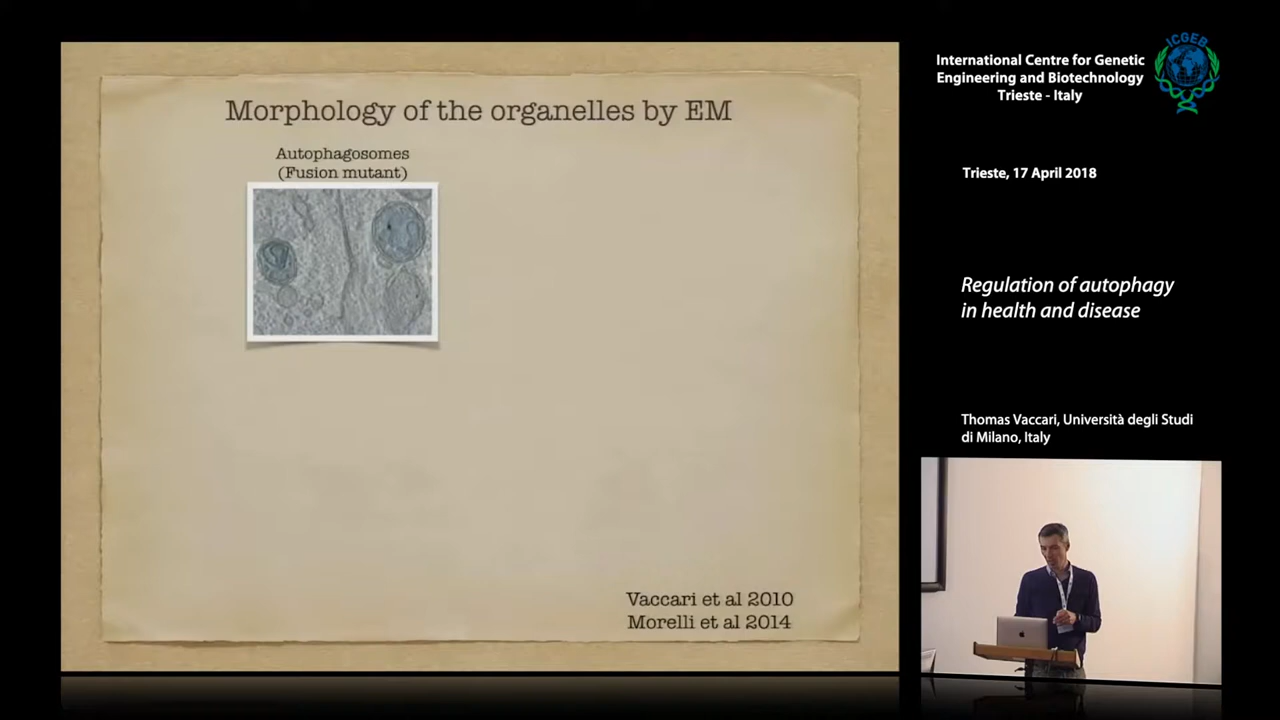 Morphology of the organelles by EM
Autophagosomes
(Fusion mutant)
Vaccari et al 2010
Morelli et al 2014
International Centre for Genetic
Engineering and Biotechnology
Trieste - Italy
ICGEB
Trieste, 17 April 2018
Regulation of autophagy
in health and disease
Thomas Vaccari, Università degli Studi
di Milano, Italy